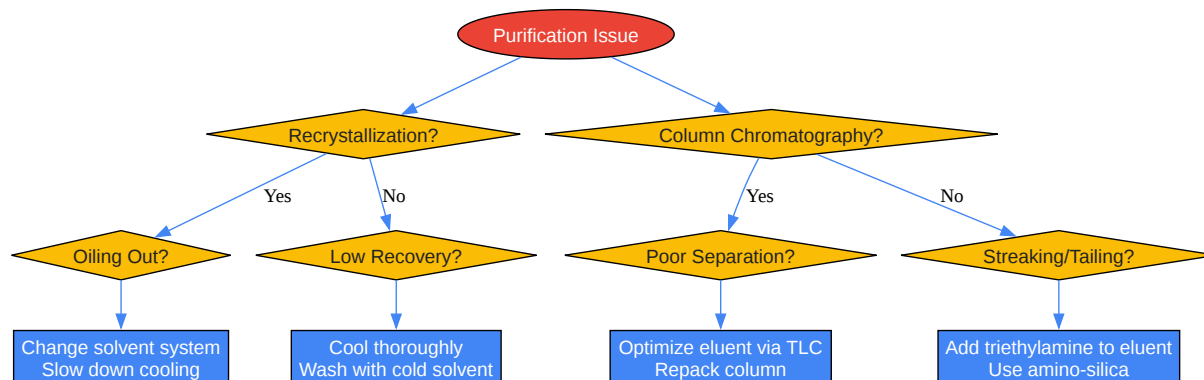 Purification Issue
Recrystallization?
Column Chromatography?
Yes
No
Yes
No
Oiling Out?
Low Recovery?
Poor Separation?
Streaking/Tailing?
Change solvent system
Slow down cooling
Cool thoroughly
Wash with cold solvent
Optimize eluent via TLC
Repack column
Add triethylamine to eluent
Use amino-silica